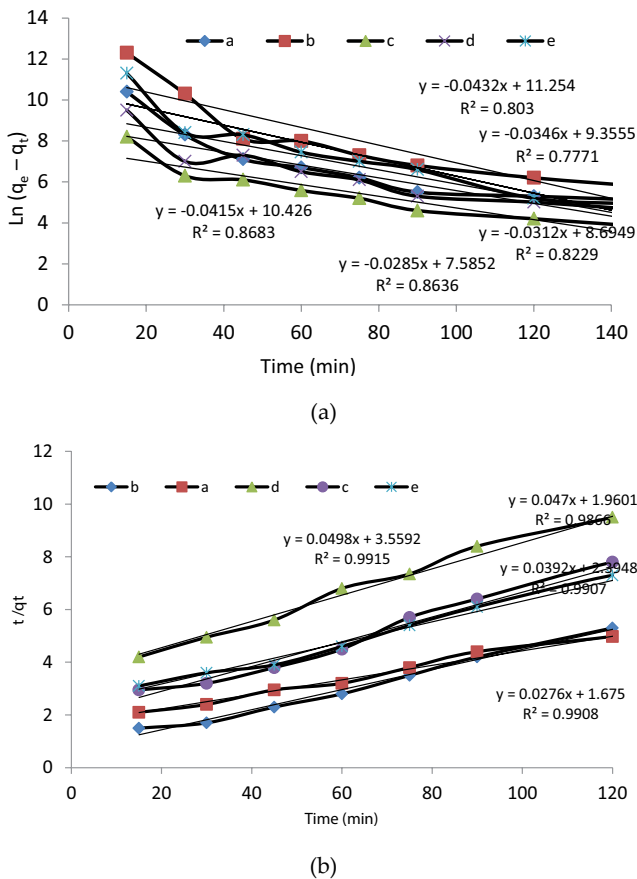 a b c d e
14
12
10
8
6
4
2
0
Ln (qe – qt)
y = -0.0432x + 11.254
R² = 0.803
y = -0.0346x + 9.3555
R² = 0.7771
y = -0.0415x + 10.426
R² = 0.8683
y = -0.0312x + 8.6949
R² = 0.8229
y = -0.0285x + 7.5852
R² = 0.8636
0 20 40 60 80 100 120 140
Time (min)
(a)
12
10
8
6
4
2
0
t /qt
b a d c e
y = 0.047x + 1.9601
R² = 0.9866
y = 0.0498x + 3.5592
R² = 0.9915
y = 0.0392x + 2.3948
R² = 0.9907
y = 0.0276x + 1.675
R² = 0.9908
0 20 40 60 80 100 120
Time (min)
(b)